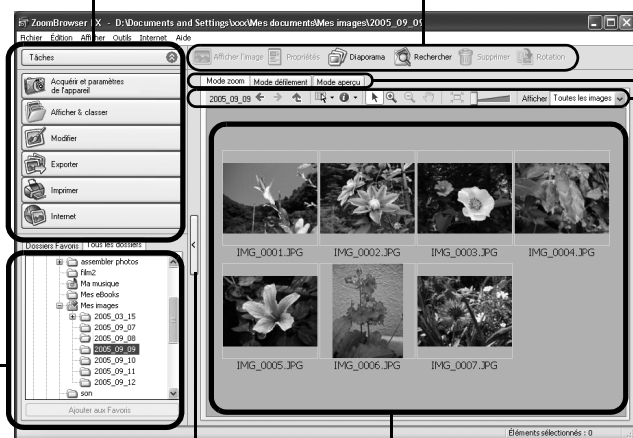 ZoomBrowser EX - D:\Documents and Settings\xxx\Mes documents\Mes images\2005_09_09
Fichier Édition Afficher Outils Internet Aide
Tâches
Afficher l'image Propriétés Diaporama Rechercher Supprimer Rotation
Acquérir et paramètres
de l'appareil
Afficher & classer
Modifier
Exporter
Imprimer
Internet
Mode zoom Mode défilement Mode aperçu
2005_09_09 Afficher Toutes les images
IMG_0001.JPG IMG_0002.JPG IMG_0003.JPG IMG_0004.JPG
IMG_0005.JPG IMG_0006.JPG IMG_0007.JPG
Dossiers Favoris Tous les dossiers
assembler photos
film2
Ma musique
Mes eBooks
Mes images
2005_03_15
2005_09_07
2005_09_08
2005_09_09
2005_09_10
2005_09_11
2005_09_12
son
Ajouter aux Favoris
Éléments sélectionnés : 0